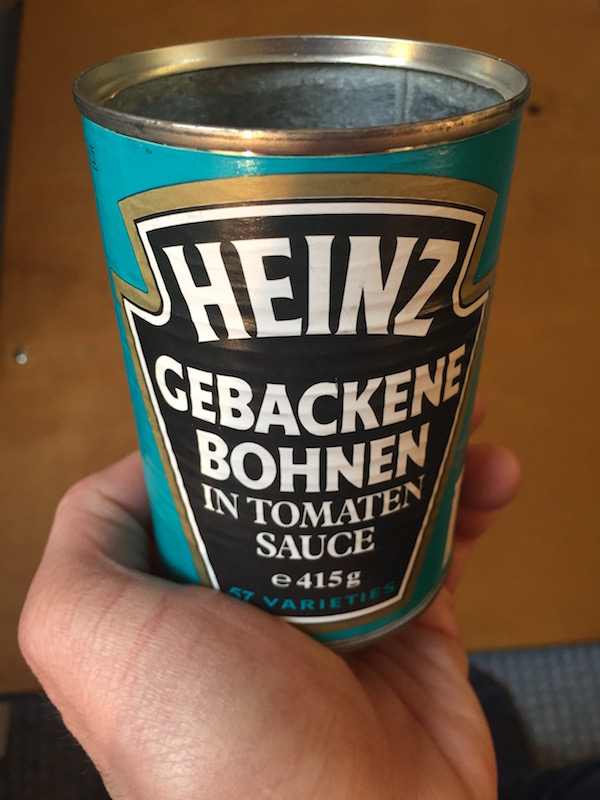 HEINZ
GEBACKENE
BOHNEN
IN TOMATEN
SAUCE
e 415g
57 VARIETIES